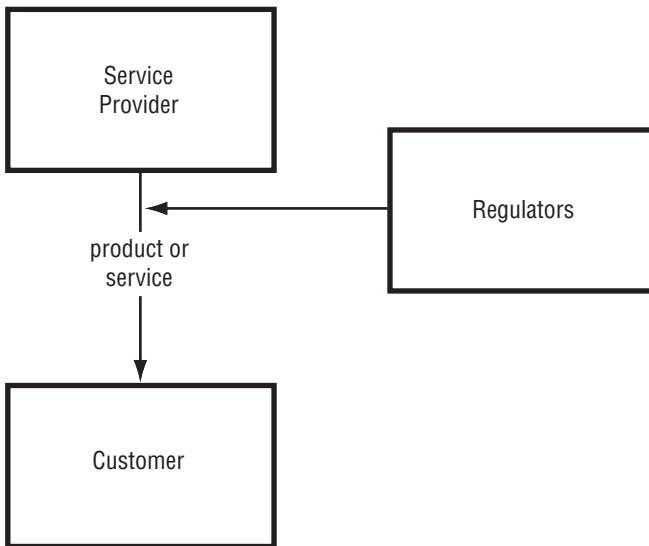 Service
Provider
Regulators
product or
service
Customer